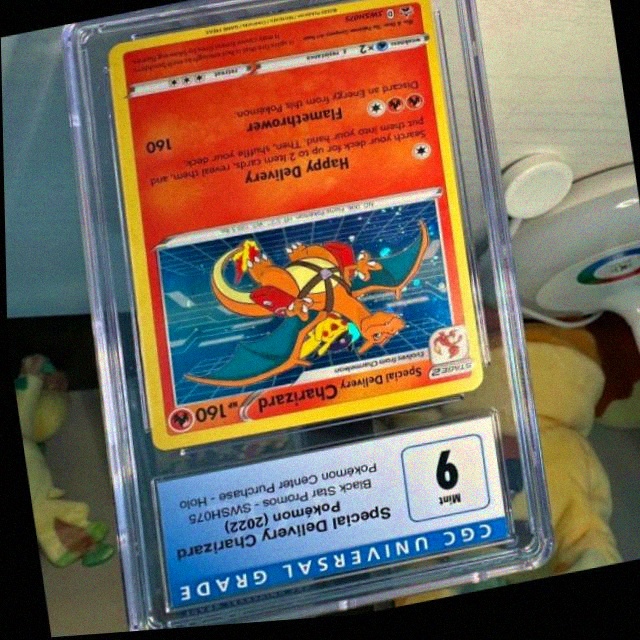 CGC UNIVERSAL GRADE
Special Delivery Charizard
Pokémon (2022)
Black Star Promos - SWSH075
Pokémon Center Purchase - Holo
Mint
9
STAGE 2
Special Delivery Charizard
HP 160
Evolves from Charmeleon
Happy Delivery
Search your deck for up to 2 Item cards, reveal them, and
put them into your hand. Then, shuffle your deck.
Flamethrower 160
Discard an Energy from this Pokémon.
weakness ×2 resistance retreat
SWSH075